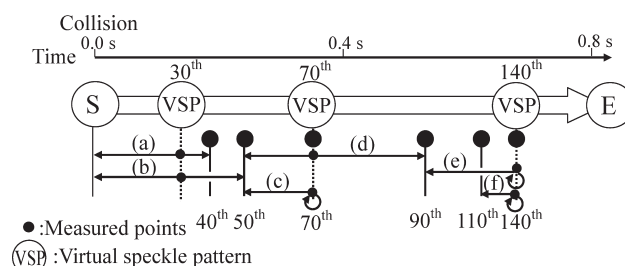 Collision
Time 0.0 s 0.4 s 0.8 s
30th 70th 140th
S VSP VSP VSP E
(a) (d)
(b) (c) (e) (f)
40th 50th 70th 90th 110th 140th
●:Measured points
VSP :Virtual speckle pattern